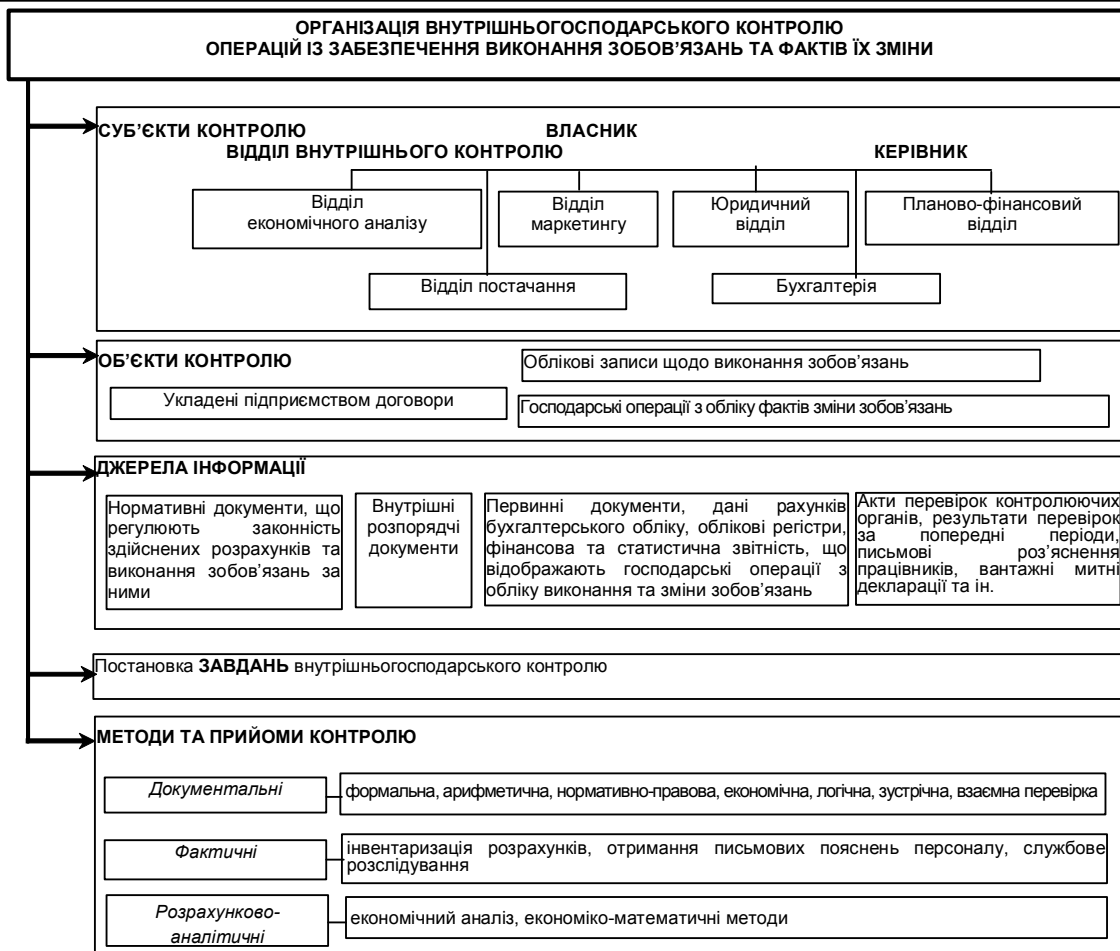 ОРГАНІЗАЦІЯ ВНУТРІШНЬОГОСПОДАРСЬКОГО КОНТРОЛЮ
ОПЕРАЦІЙ ІЗ ЗАБЕЗПЕЧЕННЯ ВИКОНАННЯ ЗОБОВ’ЯЗАНЬ ТА ФАКТІВ ЇХ ЗМІНИ
СУБ’ЄКТИ КОНТРОЛЮ ВЛАСНИК
ВІДДІЛ ВНУТРІШНЬОГО КОНТРОЛЮ КЕРІВНИК
Відділ
економічного аналізу
Відділ
маркетингу
Юридичний
відділ
Планово-фінансовий
відділ
Відділ постачання
Бухгалтерія
ОБ’ЄКТИ КОНТРОЛЮ
Облікові записи щодо виконання зобов’язань
Укладені підприємством договори
Господарські операції з обліку фактів зміни зобов’язань
ДЖЕРЕЛА ІНФОРМАЦІЇ
Нормативні документи, що
регулюють законність
здійснених розрахунків та
виконання зобов’язань за
ними
Внутрішні
розпорядчі
документи
Первинні документи, дані рахунків
бухгалтерського обліку, облікові регістри,
фінансова та статистична звітність, що
відображають господарські операції з
обліку виконання та зміни зобов’язань
Акти перевірок контролюючих
органів, результати перевірок
за попередні періоди,
письмові роз’яснення
працівників, вантажні митні
декларації та ін.
Постановка ЗАВДАНЬ внутрішньогосподарського контролю
МЕТОДИ ТА ПРИЙОМИ КОНТРОЛЮ
Документальні
формальна, арифметична, нормативно-правова, економічна, логічна, зустрічна, взаємна перевірка
Фактичні
інвентаризація розрахунків, отримання письмових пояснень персоналу, службове
розслідування
Розрахунково-
аналітичні
економічний аналіз, економіко-математичні методи